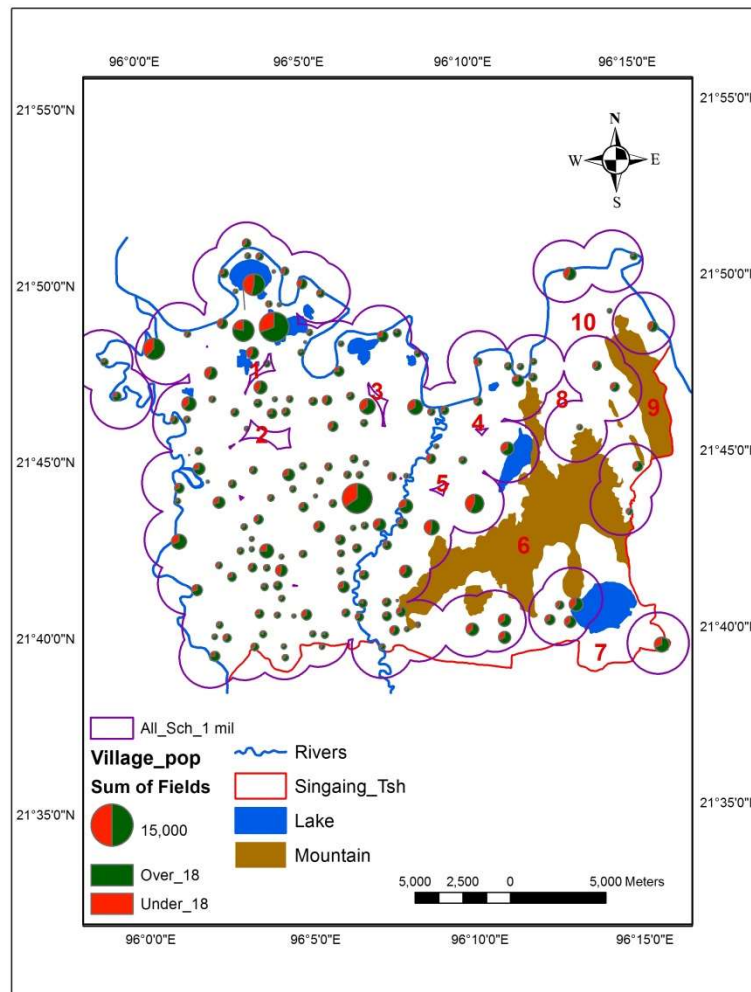 96°0'0"E 96°5'0"E 96°10'0"E 96°15'0"E
21°55'0"N 21°55'0"N
N
W E
S
21°50'0"N 21°50'0"N
10
1
3
8
9
2
4
21°45'0"N 21°45'0"N
5
6
21°40'0"N 21°40'0"N
7
All_Sch_1 mil
Village_pop
Sum of Fields
15,000
Over_18
Under_18
Rivers
Singaing_Tsh
Lake
Mountain
21°35'0"N 21°35'0"N
5,000 2,500 0 5,000 Meters
96°0'0"E 96°5'0"E 96°10'0"E 96°15'0"E